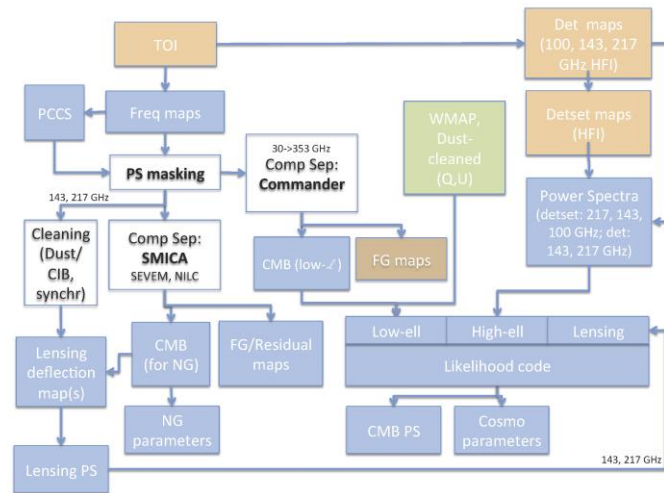 TOI
Det maps
(100, 143, 217
GHz HFI)
PCCS
Freq maps
WMAP,
Dust-
cleaned
(Q,U)
Detset maps
(HFI)
30->353 GHz
Comp Sep:
Commander
PS masking
Power Spectra
(detset: 217, 143,
100 GHz; det:
143, 217 GHz)
143, 217 GHz
Cleaning
(Dust/
CIB,
synchr)
Comp Sep:
SMICA
SEVEM, NILC
CMB (low-ℓ)
FG maps
Low-ell
High-ell
Lensing
Likelihood code
Lensing
deflection
map(s)
CMB
(for NG)
FG/Residual
maps
NG
parameters
CMB PS
Cosmo
parameters
Lensing PS
143, 217 GHz